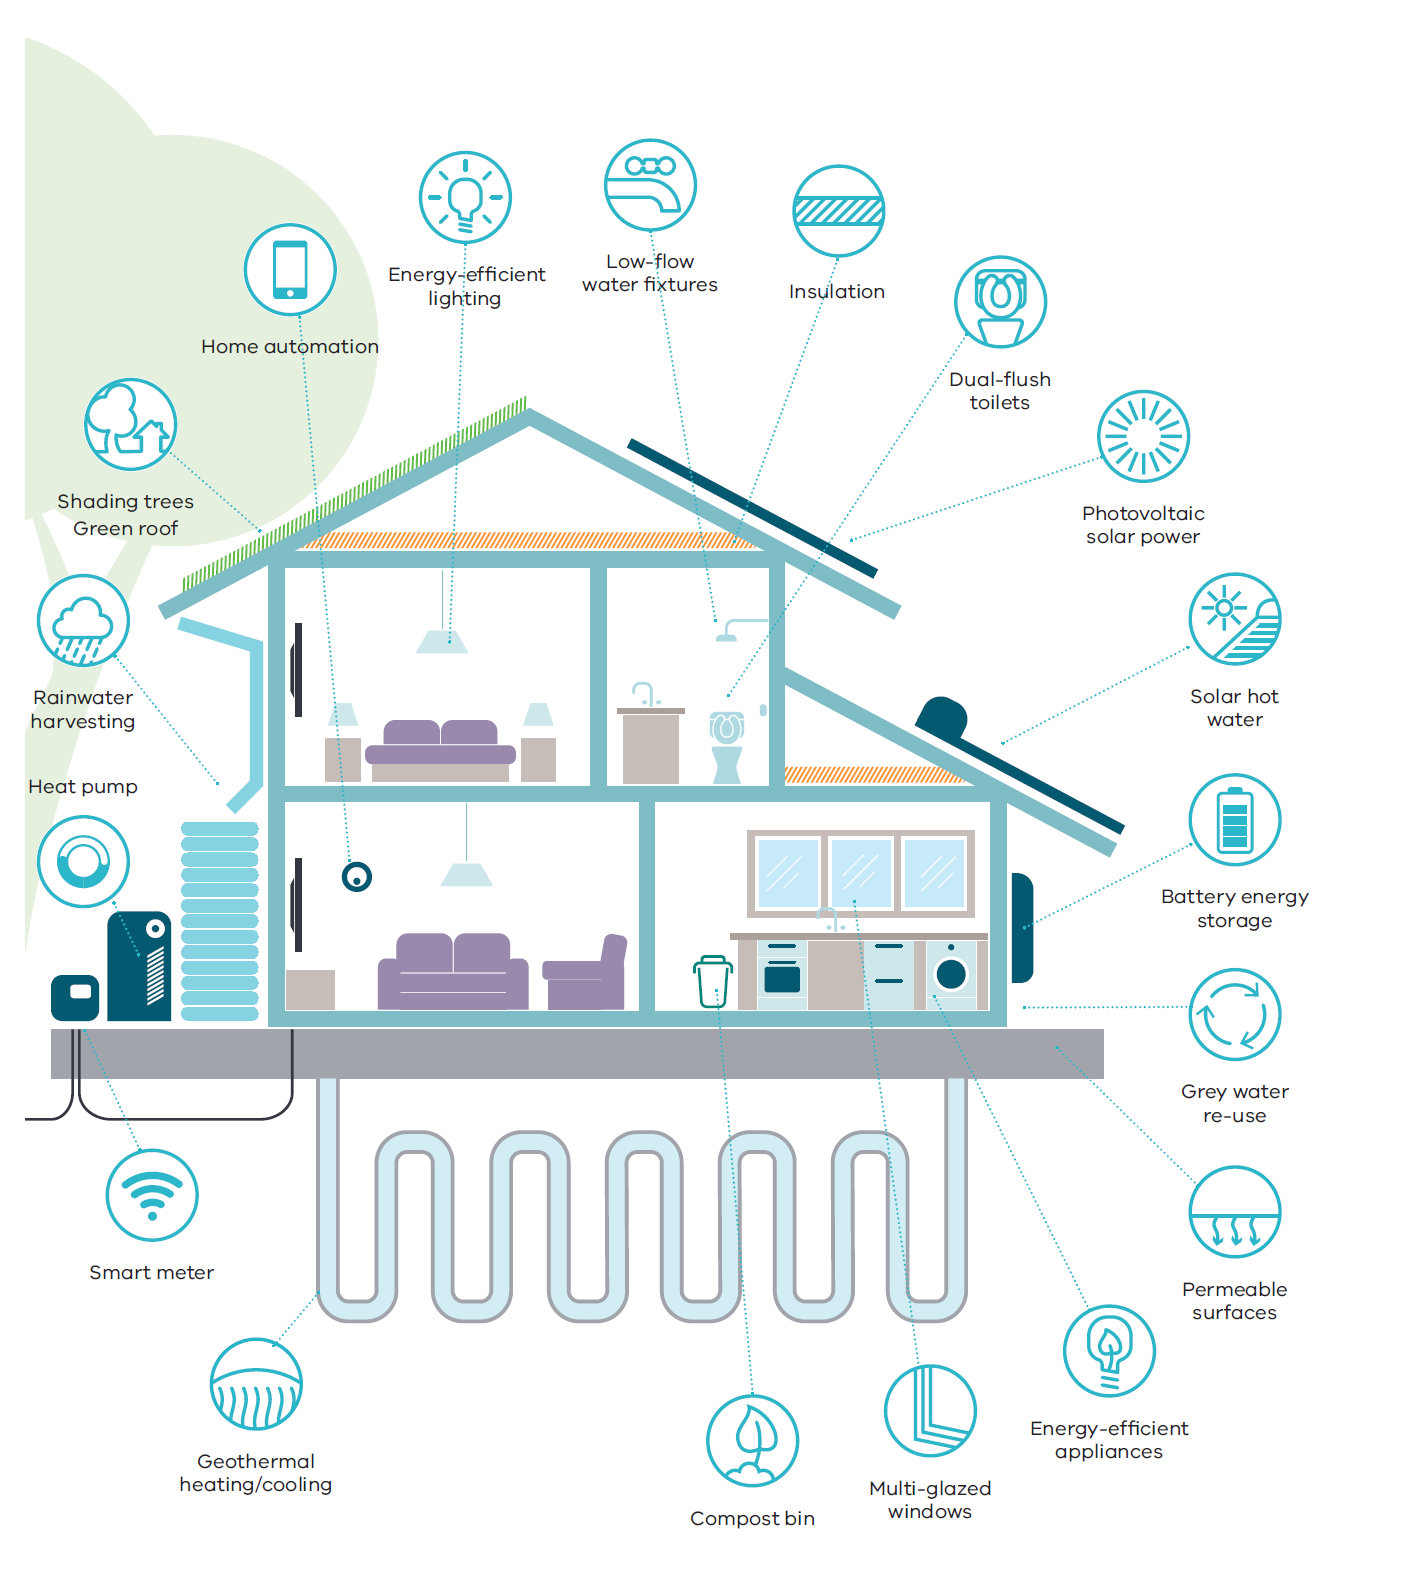 Energy-efficient
lighting
Low-flow
water fixtures
Insulation
Home automation
Dual-flush
toilets
Shading trees
Green roof
Photovoltaic
solar power
Rainwater
harvesting
Solar hot
water
Heat pump
Battery energy
storage
Grey water
re-use
Smart meter
Permeable
surfaces
Geothermal
heating/cooling
Energy-efficient
appliances
Multi-glazed
windows
Compost bin